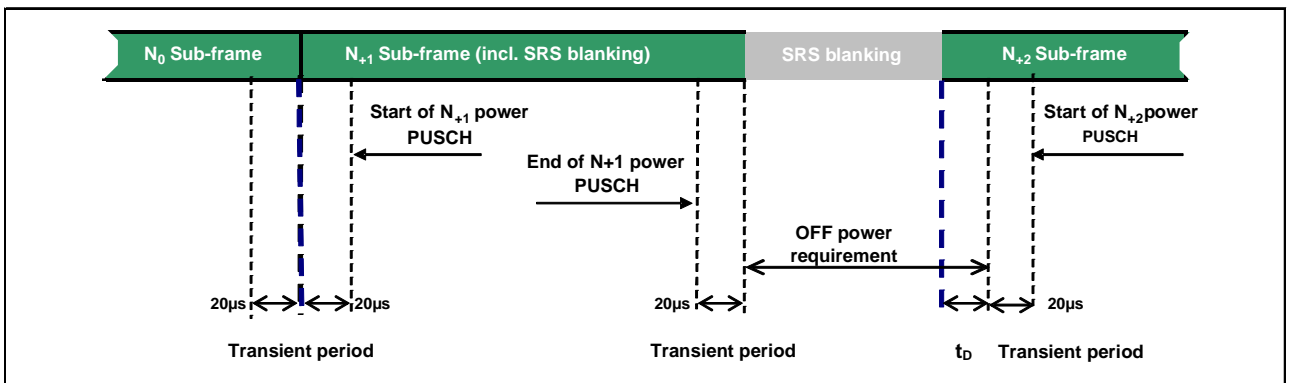 N₀ Sub-frame
N₊₁ Sub-frame (incl. SRS blanking)
SRS blanking
N₊₂ Sub-frame
Start of N₊₁ power
PUSCH
Start of N₊₂power
PUSCH
End of N+1 power
PUSCH
OFF power
requirement
20µs
20µs
20µs
20µs
Transient period
Transient period
t_D
Transient period